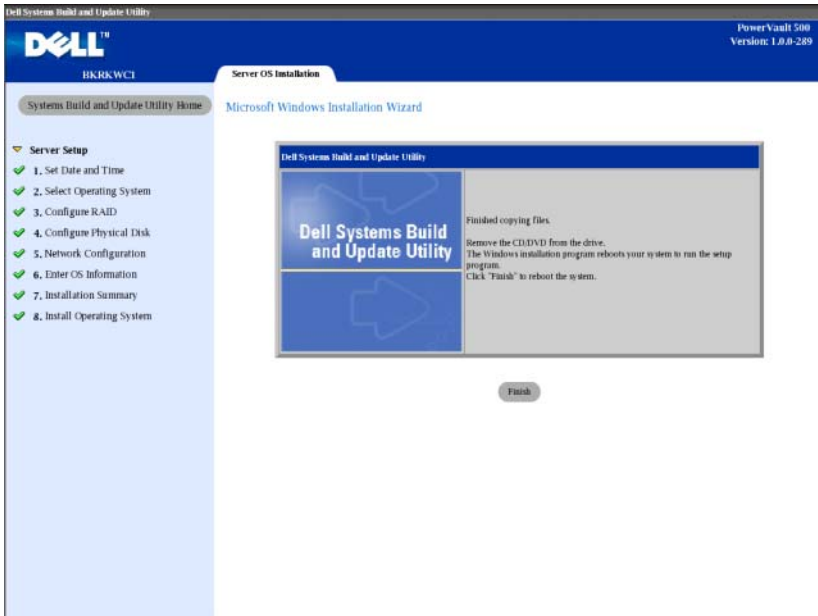 Dell Systems Build and Update Utility
DELL™
PowerVault 500
Version: 1.0.0-289
BKRKWC1
Server OS Installation
Systems Build and Update Utility Home
Microsoft Windows Installation Wizard
Server Setup
1. Set Date and Time
2. Select Operating System
3. Configure RAID
4. Configure Physical Disk
5. Network Configuration
6. Enter OS Information
7. Installation Summary
8. Install Operating System
Dell Systems Build and Update Utility
Dell Systems Build
and Update Utility
Finished copying files.
Remove the CD/DVD from the drive.
The Windows installation program reboots your system to run the setup
program.
Click "Finish" to reboot the system.
Finish